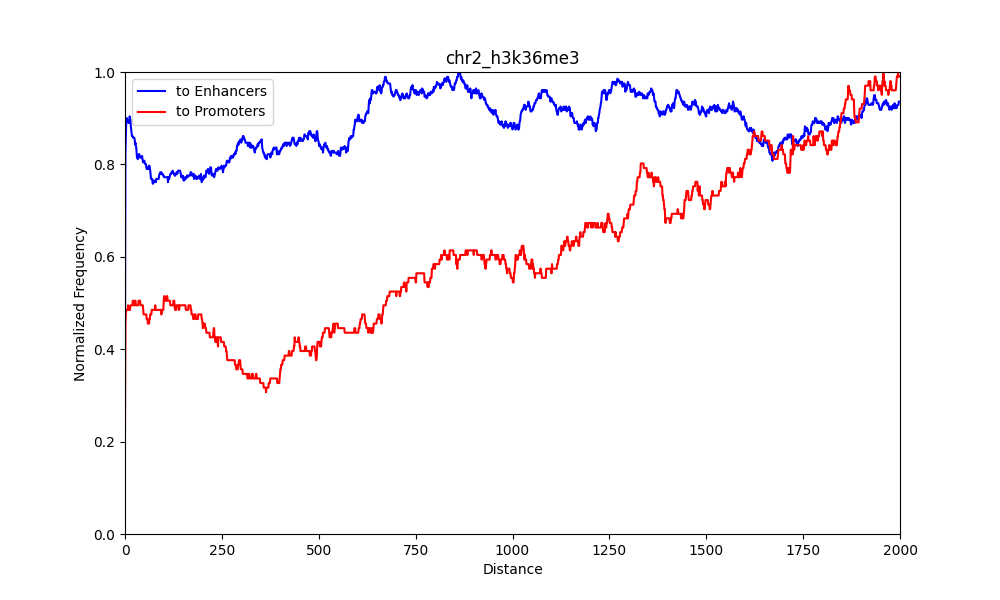 chr2_h3k36me3
to Enhancers
to Promoters
Normalized Frequency
1.0
0.8
0.6
0.4
0.2
0.0
0 250 500 750 1000 1250 1500 1750 2000
Distance